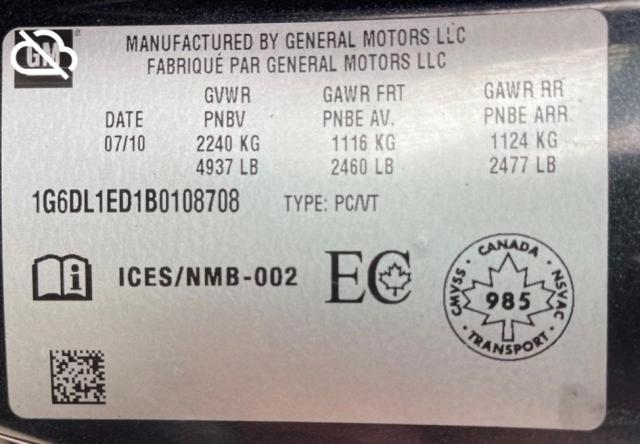 GM
MANUFACTURED BY GENERAL MOTORS LLC
FABRIQUÉ PAR GENERAL MOTORS LLC
GVWR GAWR FRT GAWR RR
DATE PNBV PNBE AV. PNBE ARR
07/10 2240 KG 1116 KG 1124 KG
4937 LB 2460 LB 2477 LB
1G6DL1ED1B0108708 TYPE: PC/VT
ICES/NMB-002 EC
CANADA
CMVSS 985 NSVAC
TRANSPORT